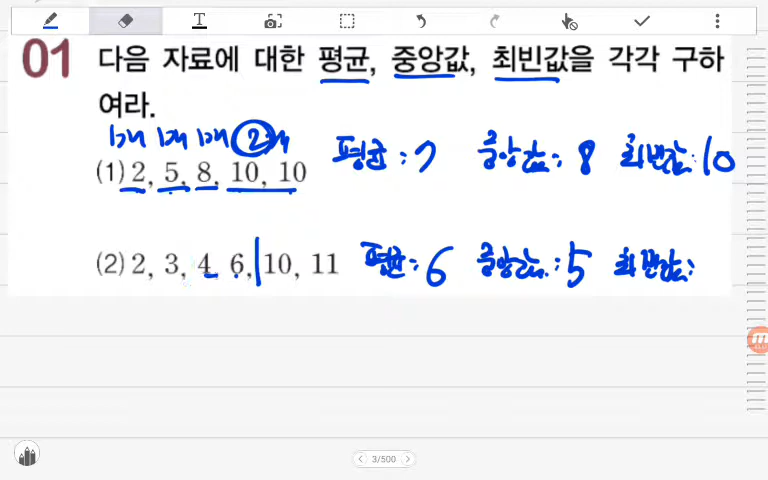 01 다음 자료에 대한 평균, 중앙값, 최빈값을 각각 구하
여라.
1개 1개 1개 2개
(1) 2, 5, 8, 10, 10 평균 : 7 중앙값 : 8 최빈값 : 10
(2) 2, 3, 4, 6, 10, 11 평균 : 6 중앙값 : 5 최빈값 :
3/500